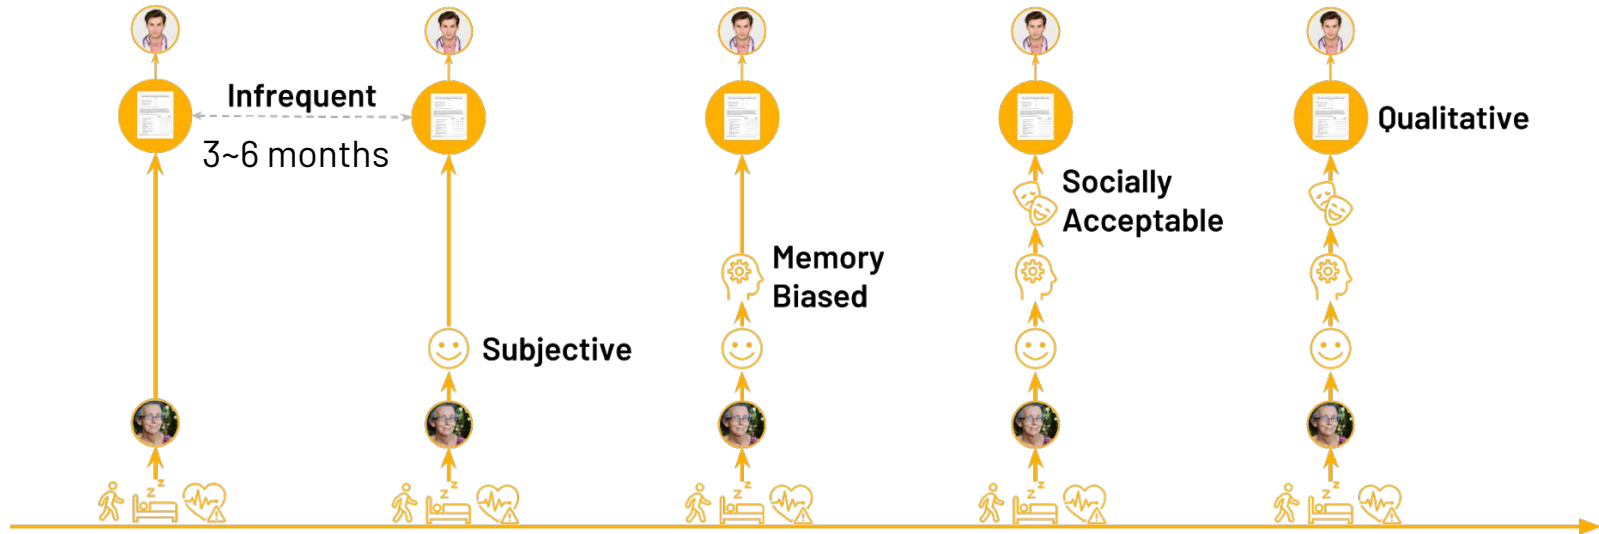 Infrequent
3~6 months
Qualitative
Socially
Acceptable
Memory
Biased
Subjective
z z
z z
z z
z z
z z